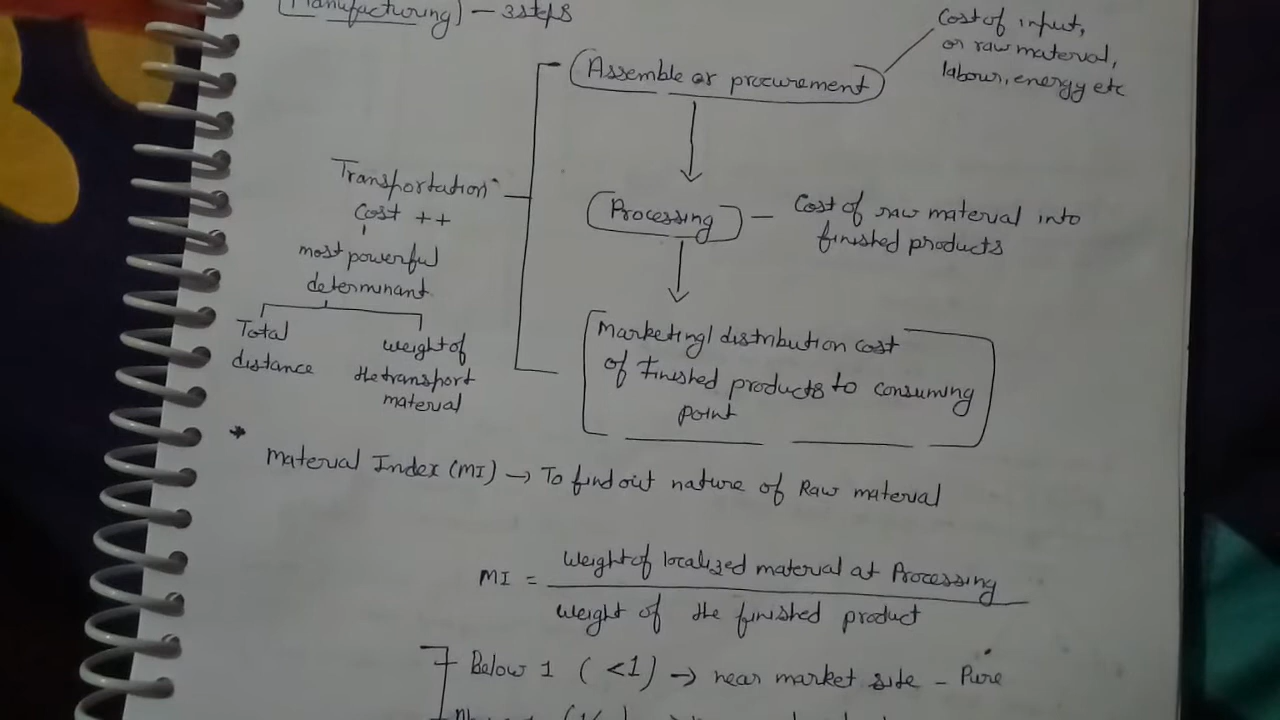 (Manufacturing) - 3 steps
Cost of input,
or raw material,
labour, energy etc
(Assemble or procurement)
Transportation
Cost ++
most powerful
determinant
Total
distance
weight of
the transport
material
(Processing) - Cost of raw material into
finished products
Marketing/distribution cost
of finished products to consuming
point
* Material Index (MI) → To find out nature of Raw material
MI = weight of localized material at Processing
weight of the finished product
Below 1 (<1) → near market side - Pure